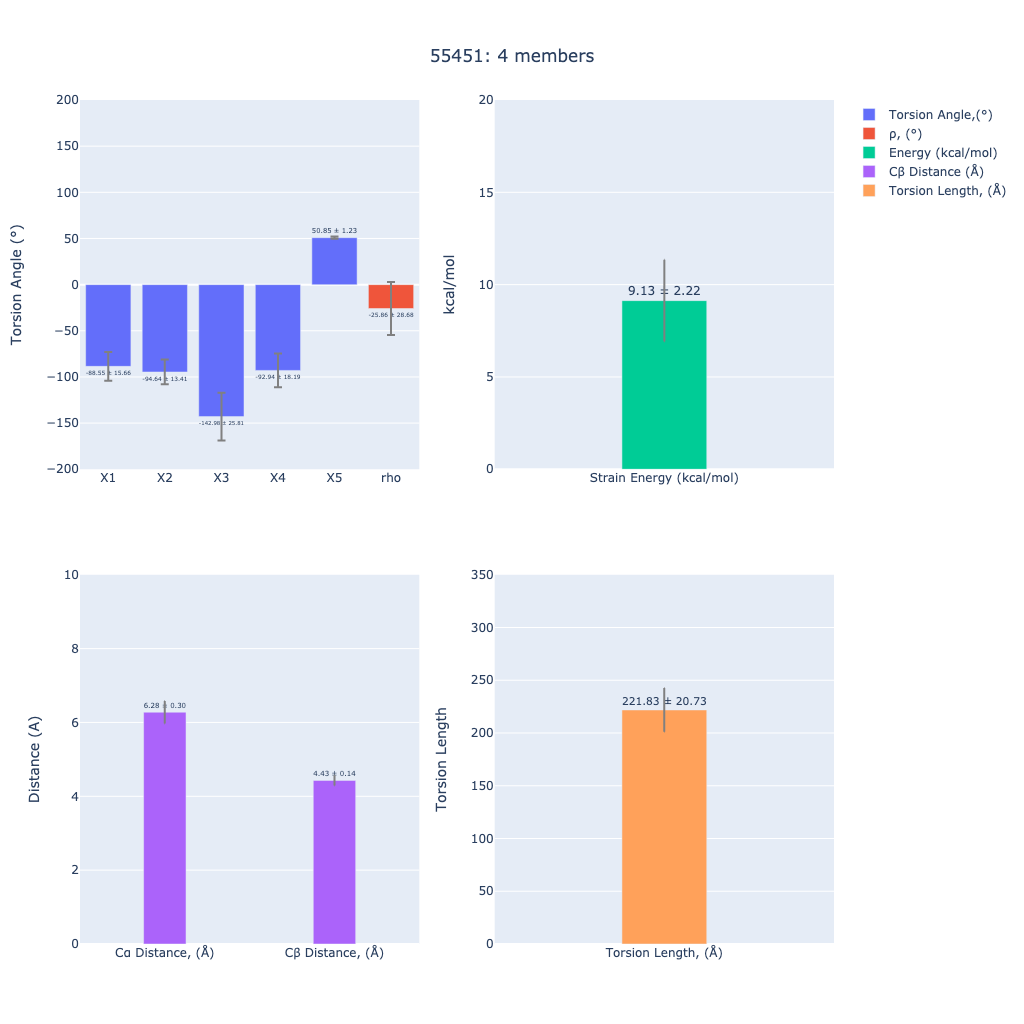 55451: 4 members
Torsion Angle (°)
200
150
100
50
0
−50
−100
−150
−200
-88.55 ± 15.66
-94.64 ± 13.41
-142.98 ± 25.81
-92.94 ± 18.19
50.85 ± 1.23
-25.86 ± 28.68
X1 X2 X3 X4 X5 rho
kcal/mol
20
15
10
5
0
9.13 ± 2.22
Strain Energy (kcal/mol)
Torsion Angle,(°)
ρ, (°)
Energy (kcal/mol)
Cβ Distance (Å)
Torsion Length, (Å)
Distance (A)
10
8
6
4
2
0
6.28 ± 0.30
4.43 ± 0.14
Cα Distance, (Å) Cβ Distance, (Å)
Torsion Length
350
300
250
200
150
100
50
0
221.83 ± 20.73
Torsion Length, (Å)